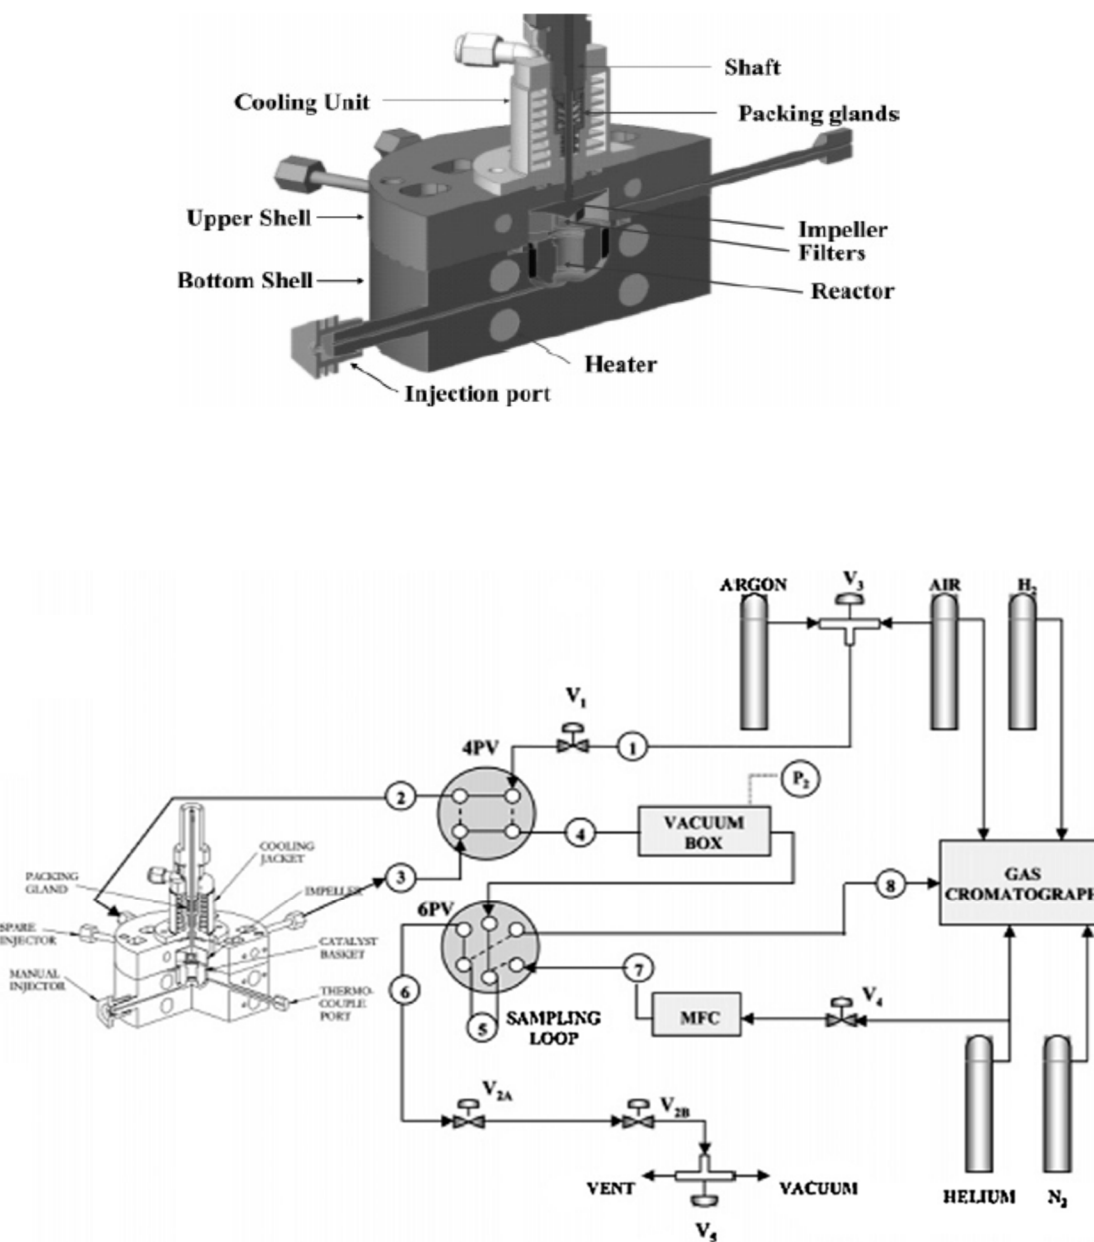 Shaft
Cooling Unit
Packing glands
Upper Shell
Impeller
Filters
Bottom Shell
Reactor
Heater
Injection port
ARGON
V3
AIR
H2
V1
4PV
1
P2
2
4
VACUUM
BOX
COOLING
JACKET
PACKING
GLAND
3
IMPELLER
8
GAS
CROMATOGRAPH
6PV
SPARE
INJECTOR
CATALYST
BASKET
MANUAL
INJECTOR
7
6
THERMO-
COUPLE
PORT
5
SAMPLING
LOOP
MFC
V4
V2A
V2B
VENT
VACUUM
HELIUM
N2
V5